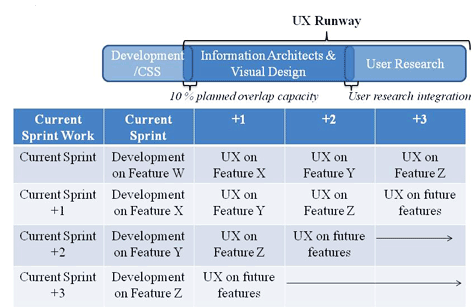 UX Runway
Development
/CSS
Information Architects &
Visual Design
User Research
10 % planned overlap capacity
User research integration
Current
Sprint Work
Current
Sprint
+1
+2
+3
Current Sprint
Development
on Feature W
UX on
Feature X
UX on
Feature Y
UX on
Feature Z
Current Sprint
+1
Development
on Feature X
UX on
Feature Y
UX on
Feature Z
UX on future
features
Current Sprint
+2
Development
on Feature Y
UX on
Feature Z
UX on future
features
Current Sprint
+3
Development
on Feature Z
UX on future
features